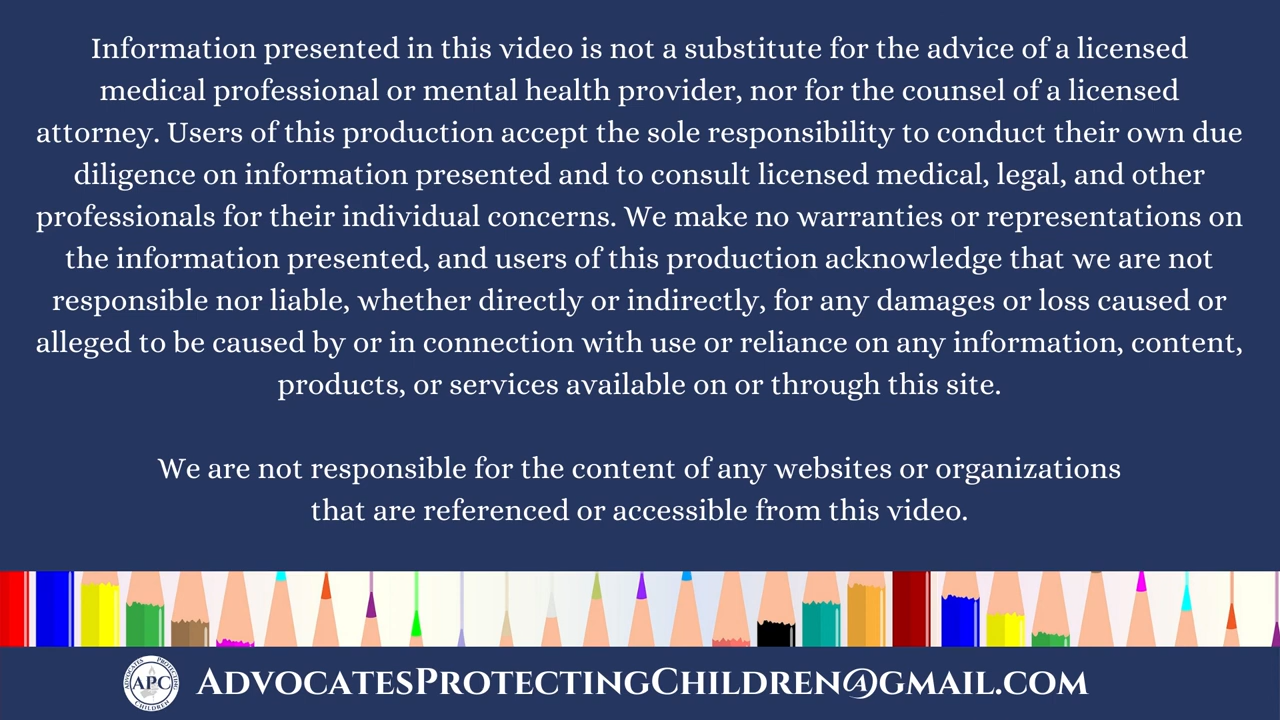 Information presented in this video is not a substitute for the advice of a licensed
medical professional or mental health provider, nor for the counsel of a licensed
attorney. Users of this production accept the sole responsibility to conduct their own due
diligence on information presented and to consult licensed medical, legal, and other
professionals for their individual concerns. We make no warranties or representations on
the information presented, and users of this production acknowledge that we are not
responsible nor liable, whether directly or indirectly, for any damages or loss caused or
alleged to be caused by or in connection with use or reliance on any information, content,
products, or services available on or through this site.
We are not responsible for the content of any websites or organizations
that are referenced or accessible from this video.
ADVOCATES PROTECTING
APC
CHILDREN
AdvocatesProtectingChildren@gmail.com